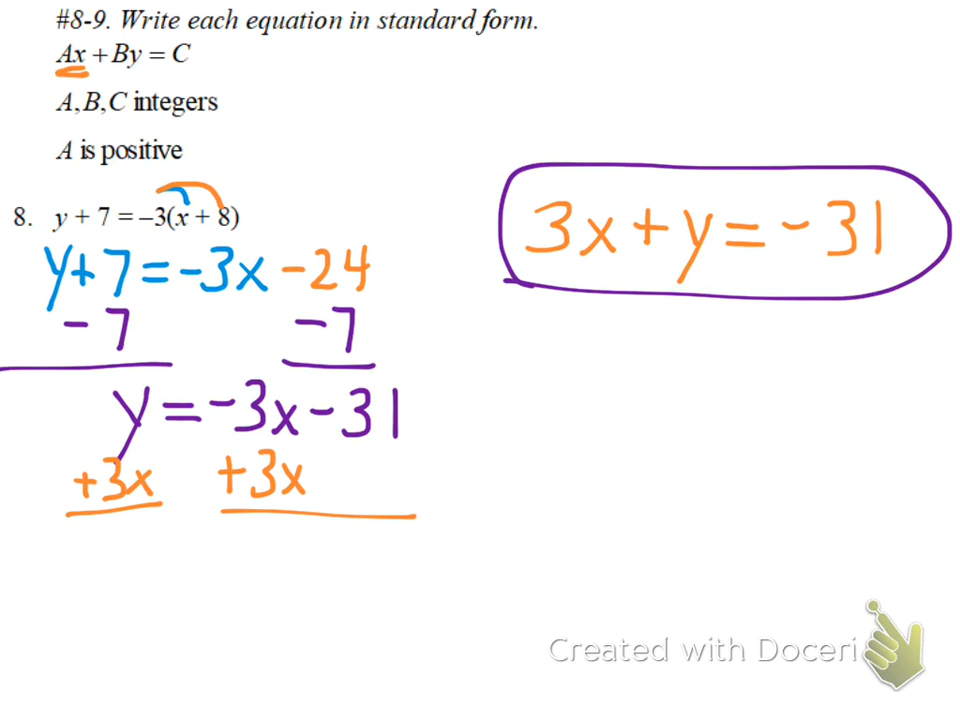 #8-9. Write each equation in standard form.
Ax + By = C
A, B, C integers
A is positive
8. y + 7 = –3(x + 8)
y+7=-3x-24
-7 -7
y=-3x-31
+3x +3x
3x+y=-31
Created with Doceri